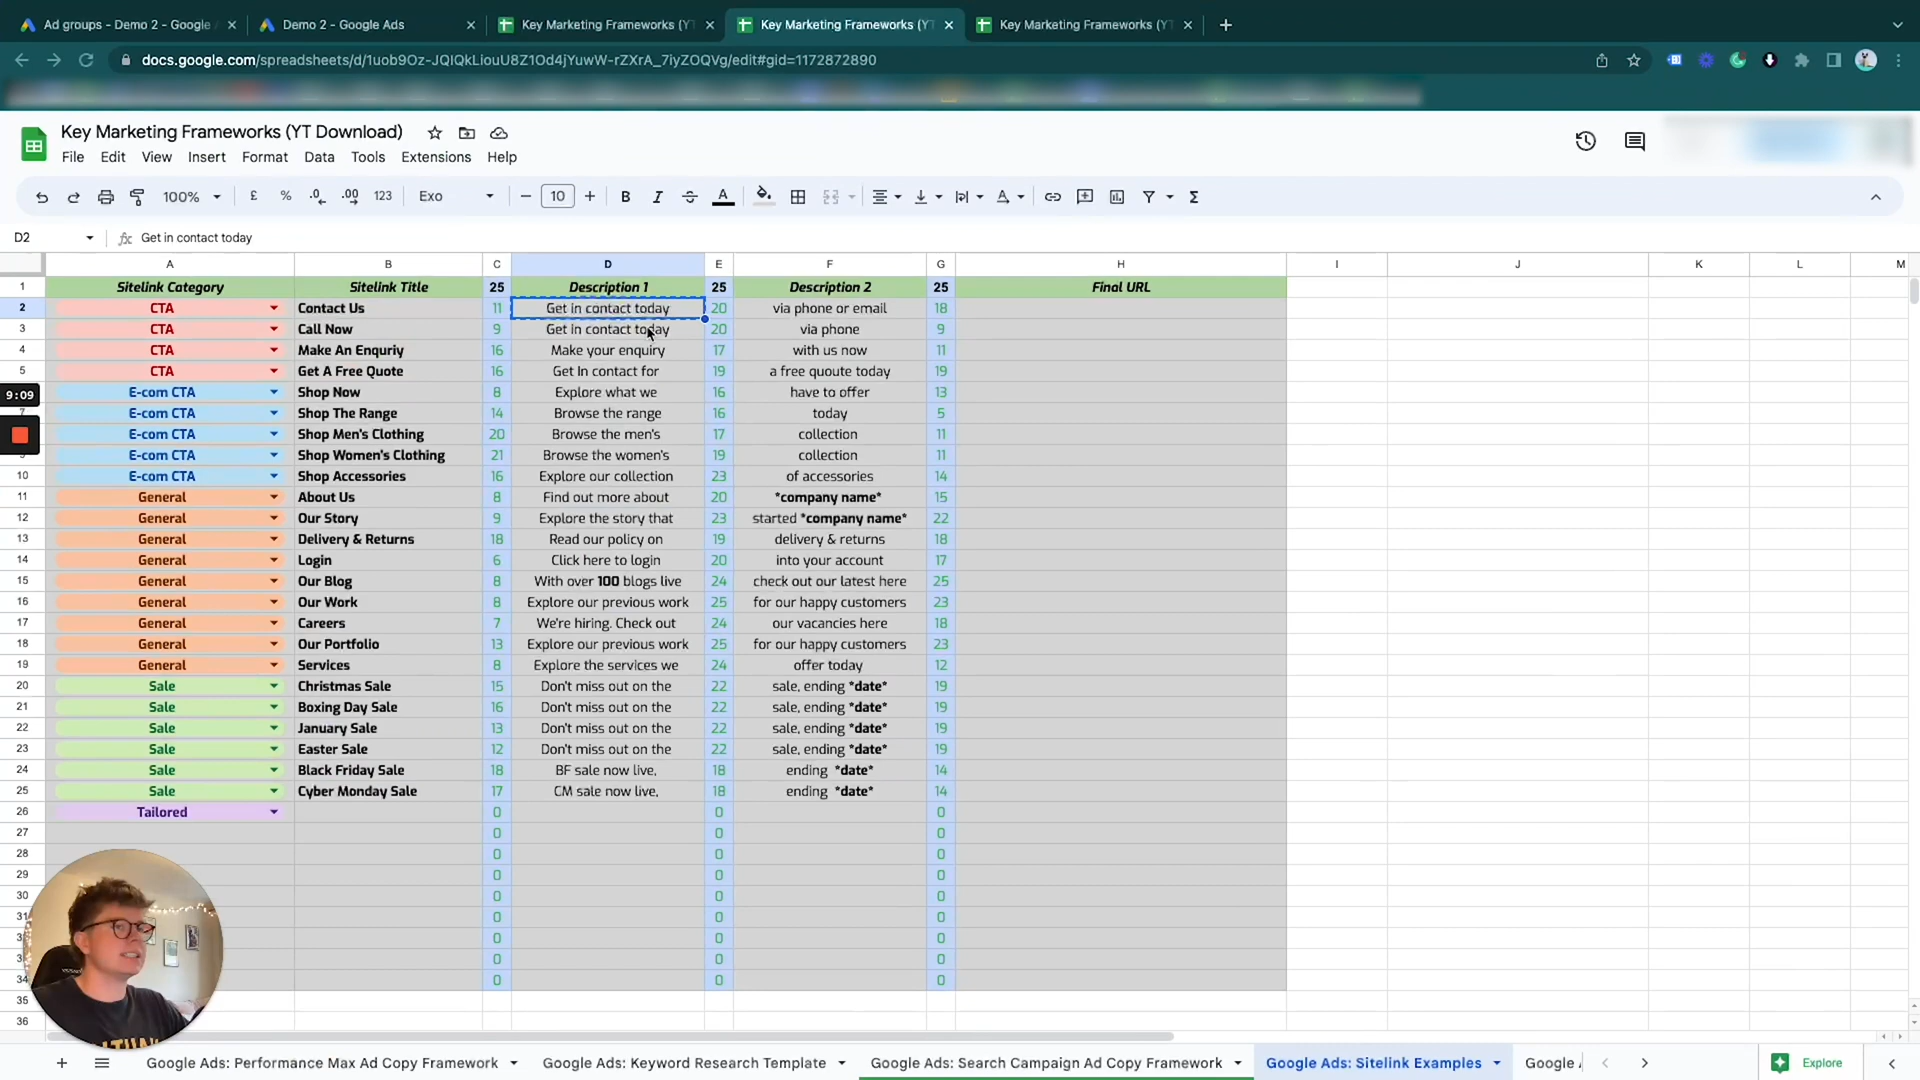 Ad groups - Demo 2 - Google
Demo 2 - Google Ads
Key Marketing Frameworks (YT
Key Marketing Frameworks (YT
Key Marketing Frameworks (YT
docs.google.com/spreadsheets/d/1uob9Oz-JQIQkLiouU8Z1Od4jYuwW-rZXrA_7iyZOQVg/edit#gid=1172872890
Key Marketing Frameworks (YT Download)
File Edit View Insert Format Data Tools Extensions Help
100% £ % .0 .00 123 Exo 10
D2 fx Get in contact today
A B C D E F G H I J K L M
1 Sitelink Category Sitelink Title 25 Description 1 25 Description 2 25 Final URL
2 CTA Contact Us 11 Get in contact today 20 via phone or email 18
3 CTA Call Now 9 Get in contact today 20 via phone 9
4 CTA Make An Enquriy 16 Make your enquiry 17 with us now 11
5 CTA Get A Free Quote 16 Get In contact for 19 a free quoute today 19
9:09 E-com CTA Shop Now 8 Explore what we 16 have to offer 13
7 E-com CTA Shop The Range 14 Browse the range 16 today 5
E-com CTA Shop Men's Clothing 20 Browse the men's 17 collection 11
9 E-com CTA Shop Women's Clothing 21 Browse the women's 19 collection 11
10 E-com CTA Shop Accessories 16 Explore our collection 23 of accessories 14
11 General About Us 8 Find out more about 20 *company name* 15
12 General Our Story 9 Explore the story that 23 started *company name* 22
13 General Delivery & Returns 18 Read our policy on 19 delivery & returns 18
14 General Login 6 Click here to login 20 into your account 17
15 General Our Blog 8 With over 100 blogs live 24 check out our latest here 25
16 General Our Work 8 Explore our previous work 25 for our happy customers 23
17 General Careers 7 We're hiring. Check out 24 our vacancies here 18
18 General Our Portfolio 13 Explore our previous work 25 for our happy customers 23
19 General Services 8 Explore the services we 24 offer today 12
20 Sale Christmas Sale 15 Don't miss out on the 22 sale, ending *date* 19
21 Sale Boxing Day Sale 16 Don't miss out on the 22 sale, ending *date* 19
22 Sale January Sale 13 Don't miss out on the 22 sale, ending *date* 19
23 Sale Easter Sale 12 Don't miss out on the 22 sale, ending *date* 19
24 Sale Black Friday Sale 18 BF sale now live, 18 ending *date* 14
25 Sale Cyber Monday Sale 17 CM sale now live, 18 ending *date* 14
26 Tailored 0 0 0
27 0 0 0
28 0 0 0
29 0 0 0
30 0 0 0
31 0 0 0
0 0 0
0 0 0
34 0 0 0
35
36
Google Ads: Performance Max Ad Copy Framework Google Ads: Keyword Research Template Google Ads: Search Campaign Ad Copy Framework Google Ads: Sitelink Examples Google Explore